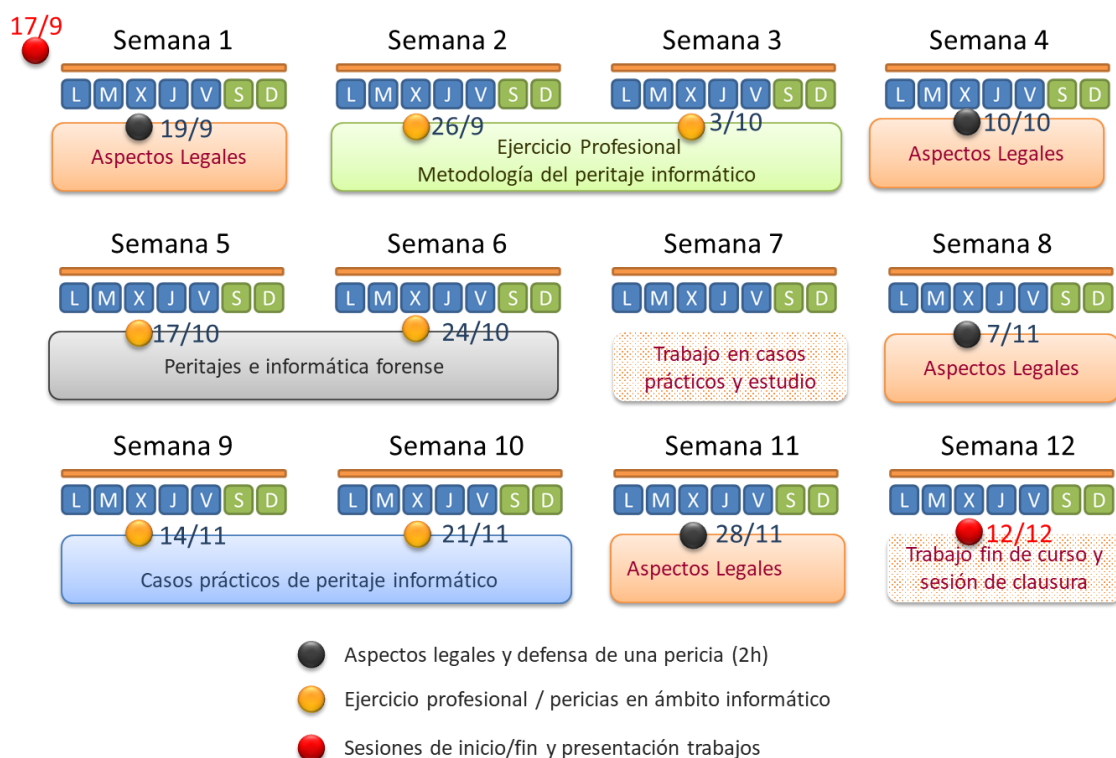 17/9
Semana 1
Semana 2
Semana 3
Semana 4
L M X J V S D
L M X J V S D
L M X J V S D
L M X J V S D
19/9
26/9
3/10
10/10
Aspectos Legales
Ejercicio Profesional
Metodología del peritaje informático
Aspectos Legales
Semana 5
Semana 6
Semana 7
Semana 8
L M X J V S D
L M X J V S D
L M X J V S D
L M X J V S D
17/10
24/10
7/11
Peritajes e informática forense
Trabajo en casos
prácticos y estudio
Aspectos Legales
Semana 9
Semana 10
Semana 11
Semana 12
L M X J V S D
L M X J V S D
L M X J V S D
L M X J V S D
14/11
21/11
28/11
12/12
Casos prácticos de peritaje informático
Aspectos Legales
Trabajo fin de curso y
sesión de clausura
Aspectos legales y defensa de una pericia (2h)
Ejercicio profesional / pericias en ámbito informático
Sesiones de inicio/fin y presentación trabajos